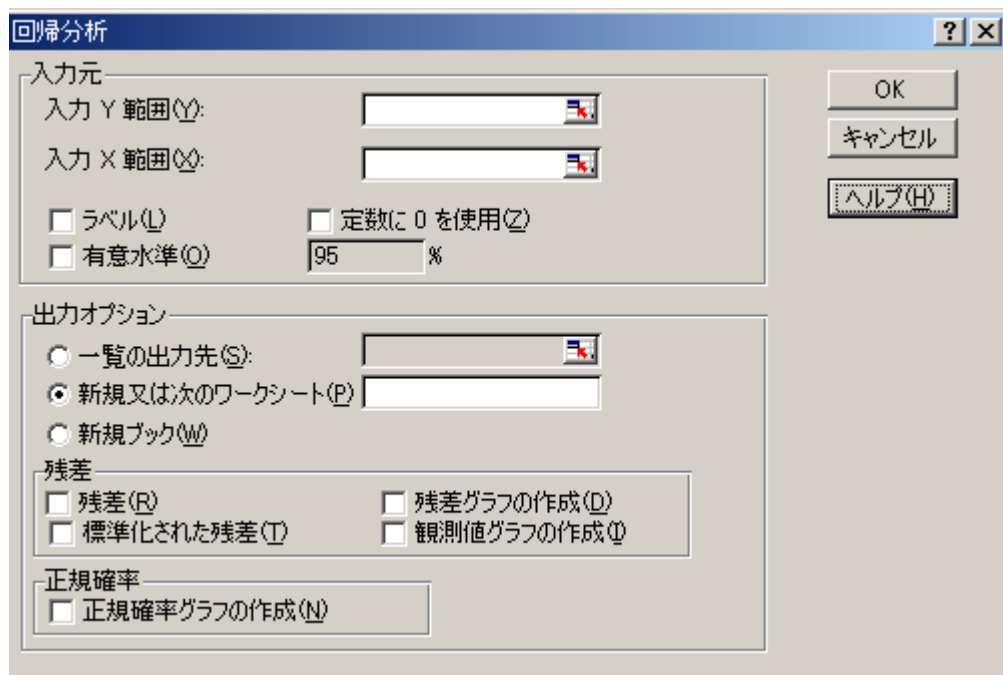 回帰分析
入力元
入力 Y 範囲(Y):
入力 X 範囲(X):
ラベル(L)
定数に 0 を使用(Z)
有意水準(O)
95 %
出力オプション
一覧の出力先(S):
新規又は次のワークシート(P)
新規ブック(W)
残差
残差(R)
残差グラフの作成(D)
標準化された残差(T)
観測値グラフの作成(I)
正規確率
正規確率グラフの作成(N)
OK
キャンセル
ヘルプ(H)